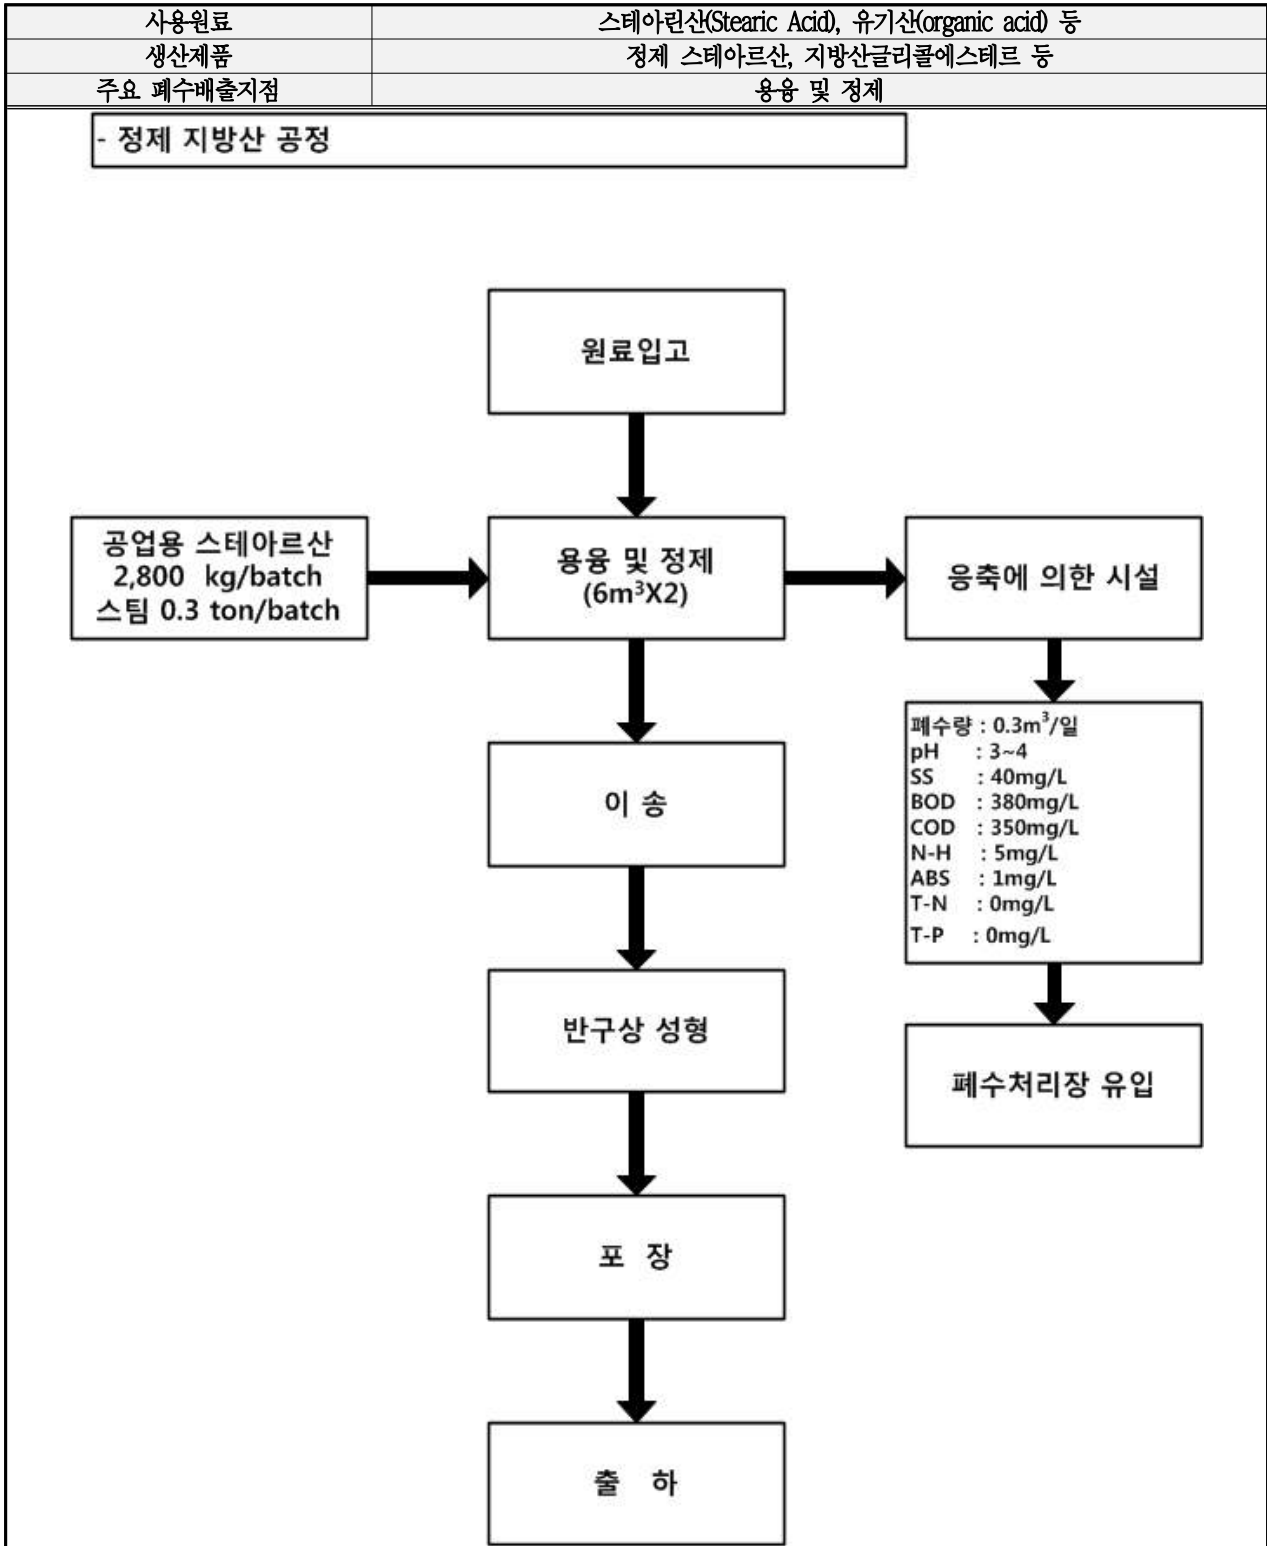 사용원료 스테아린산(Stearic Acid), 유기산(organic acid) 등
생산제품 정제 스테아르산, 지방산글리콜에스테르 등
주요 폐수배출지점 용융 및 정제
- 정제 지방산 공정
원료입고
공업용 스테아르산
2,800 kg/batch
스팀 0.3 ton/batch
용융 및 정제
(6m³X2)
응축에 의한 시설
폐수량 : 0.3m³/일
pH : 3~4
SS : 40mg/L
BOD : 380mg/L
COD : 350mg/L
N-H : 5mg/L
ABS : 1mg/L
T-N : 0mg/L
T-P : 0mg/L
이 송
반구상 성형
폐수처리장 유입
포 장
출 하